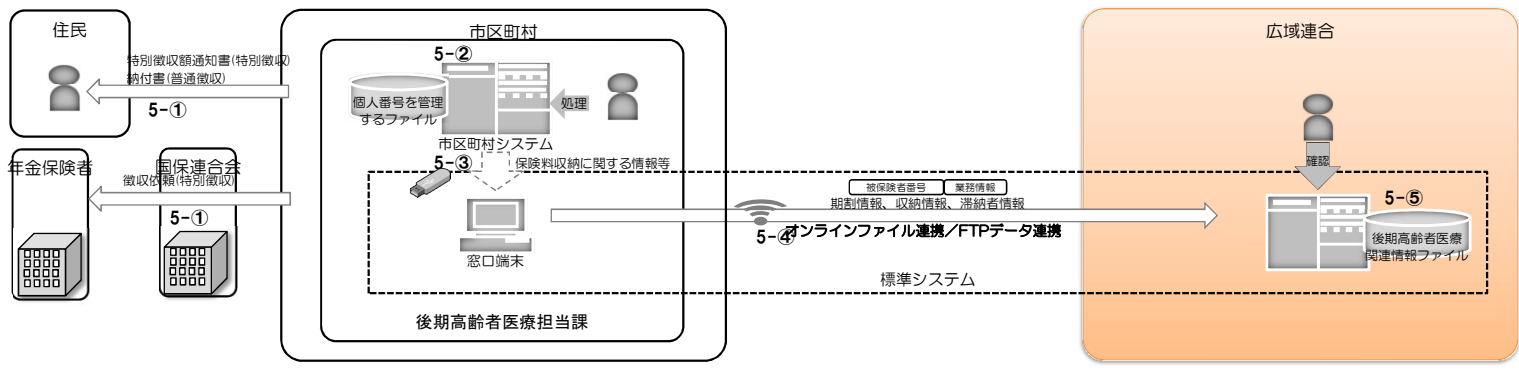 住民
特別徴収額通知書(特別徴収)
納付書(普通徴収)
5-①
年金保険者
国保連合会
徴収依頼(特別徴収)
5-①
市区町村
5-②
個人番号を管理
するファイル
処理
市区町村システム
5-③
保険料収納に関する情報等
窓口端末
後期高齢者医療担当課
被保険者番号
業務情報
期割情報、収納情報、滞納者情報
5-④
オンラインファイル連携／FTPデータ連携
標準システム
広域連合
確認
5-⑤
後期高齢者医療
関連情報ファイル